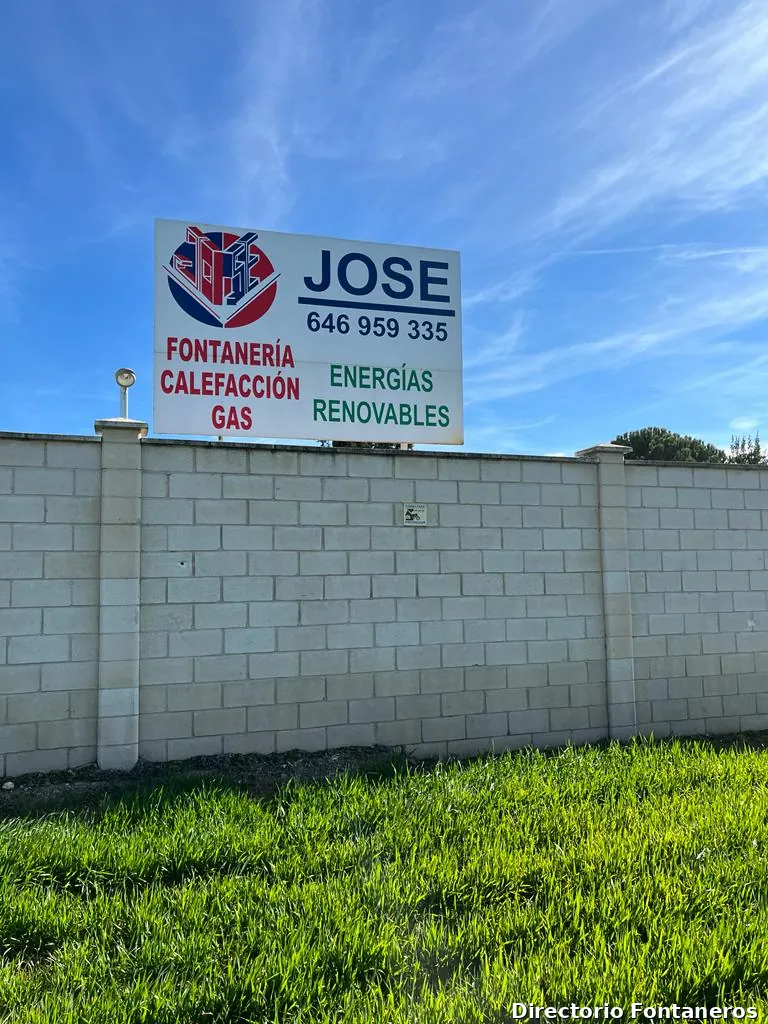 JOSE
646 959 335
FONTANERÍA
CALEFACCIÓN
GAS
ENERGÍAS
RENOVABLES
Directorio Fontaneros